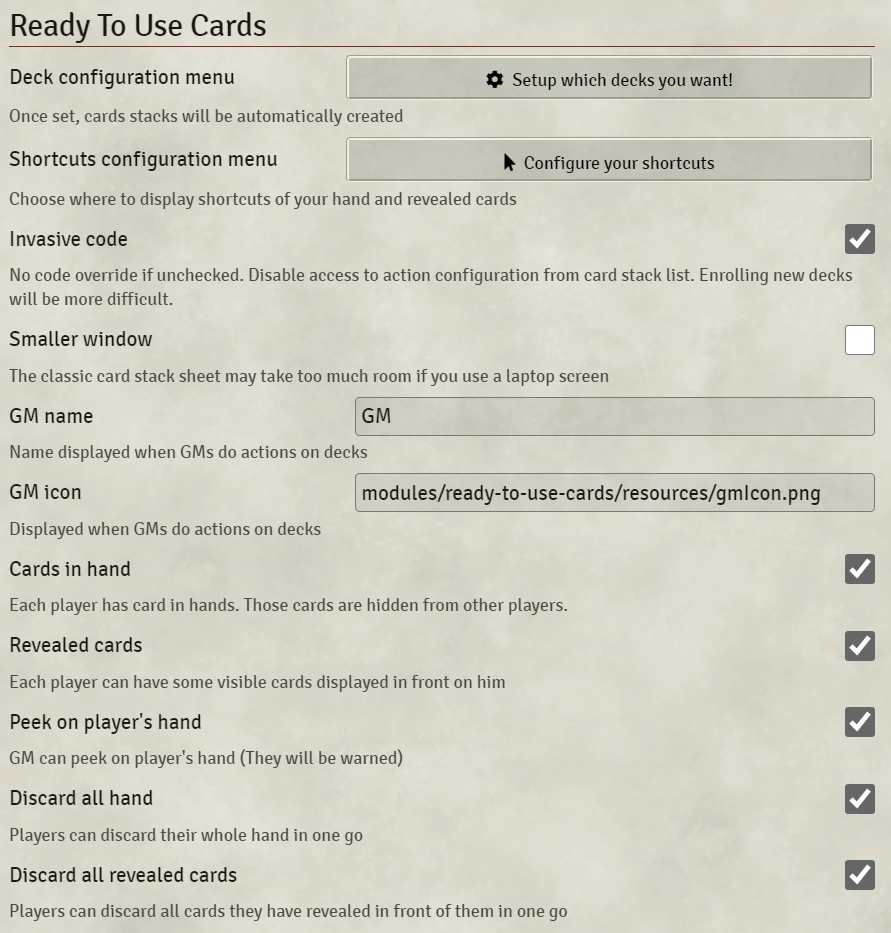 Ready To Use Cards
Deck configuration menu
Setup which decks you want!
Once set, cards stacks will be automatically created
Shortcuts configuration menu
Configure your shortcuts
Choose where to display shortcuts of your hand and revealed cards
Invasive code
No code override if unchecked. Disable access to action configuration from card stack list. Enrolling new decks
will be more difficult.
Smaller window
The classic card stack sheet may take too much room if you use a laptop screen
GM name
GM
Name displayed when GMs do actions on decks
GM icon
modules/ready-to-use-cards/resources/gmIcon.png
Displayed when GMs do actions on decks
Cards in hand
Each player has card in hands. Those cards are hidden from other players.
Revealed cards
Each player can have some visible cards displayed in front on him
Peek on player's hand
GM can peek on player's hand (They will be warned)
Discard all hand
Players can discard their whole hand in one go
Discard all revealed cards
Players can discard all cards they have revealed in front of them in one go